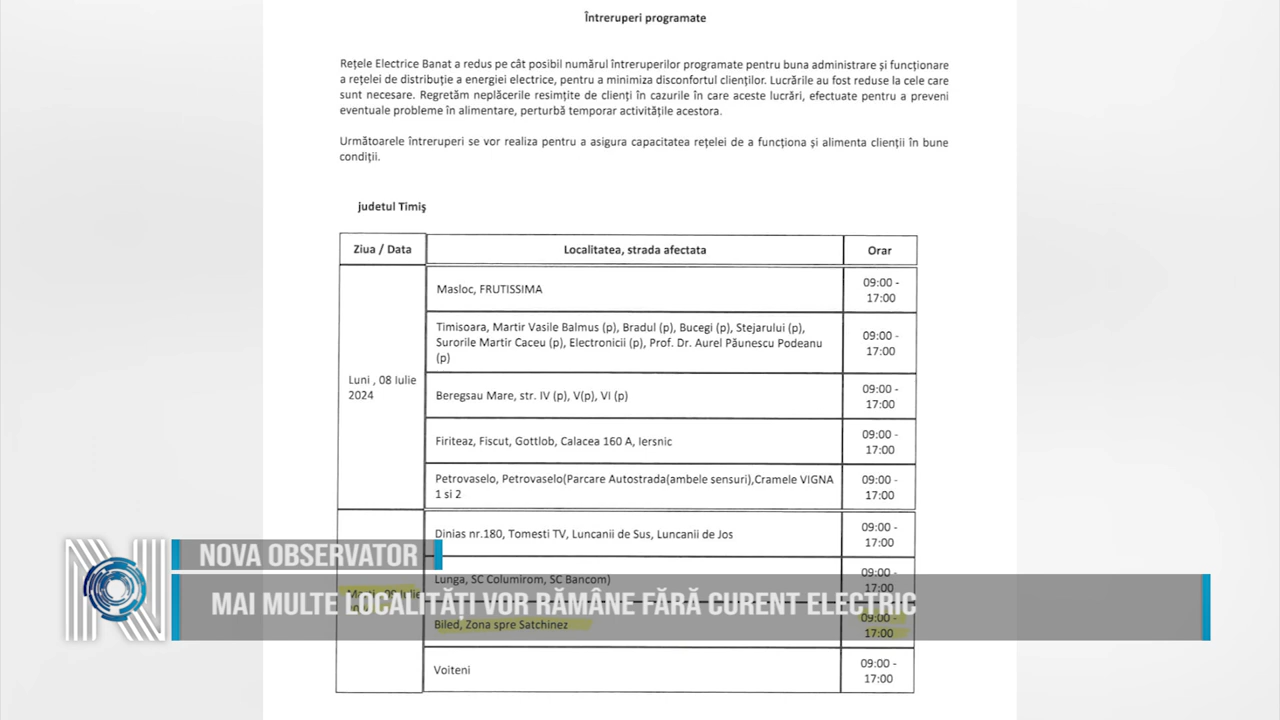 Întreruperi programate
Rețele Electrice Banat a redus pe cât posibil numărul întreruperilor programate pentru buna administrare și funcționare
a rețelei de distribuție a energiei electrice, pentru a minimiza disconfortul clienților. Lucrările au fost reduse la cele care
sunt necesare. Regretăm neplăcerile resimțite de clienți în cazurile în care aceste lucrări, efectuate pentru a preveni
eventuale probleme în alimentare, perturbă temporar activitățile acestora.
Următoarele întreruperi se vor realiza pentru a asigura capacitatea rețelei de a funcționa și alimenta clienții în bune
condiții.
judetul Timiş
Ziua / Data
Localitatea, strada afectata
Orar
Luni , 08 Iulie
2024
Masloc, FRUTISSIMA
09:00 -
17:00
Timisoara, Martir Vasile Balmus (p), Bradul (p), Bucegi (p), Stejarului (p),
Surorile Martir Caceu (p), Electronicii (p), Prof. Dr. Aurel Păunescu Podeanu
(p)
09:00 -
17:00
Beregsau Mare, str. IV (p), V(p), VI (p)
09:00 -
17:00
Firiteaz, Fiscut, Gottlob, Calacea 160 A, Iersnic
09:00 -
17:00
Petrovaselo, Petrovaselo(Parcare Autostrada(ambele sensuri),Cramele VIGNA
1 si 2
09:00 -
17:00
Dinias nr.180, Tomesti TV, Luncanii de Sus, Luncanii de Jos
09:00 -
17:00
Lunga, SC Columirom, SC Bancom)
09:00 -
17:00
Biled, Zona spre Satchinez
09:00 -
17:00
Voiteni
09:00 -
17:00
NOVA OBSERVATOR
MAI MULTE LOCALITĂȚI VOR RĂMÂNE FĂRĂ CURENT ELECTRIC